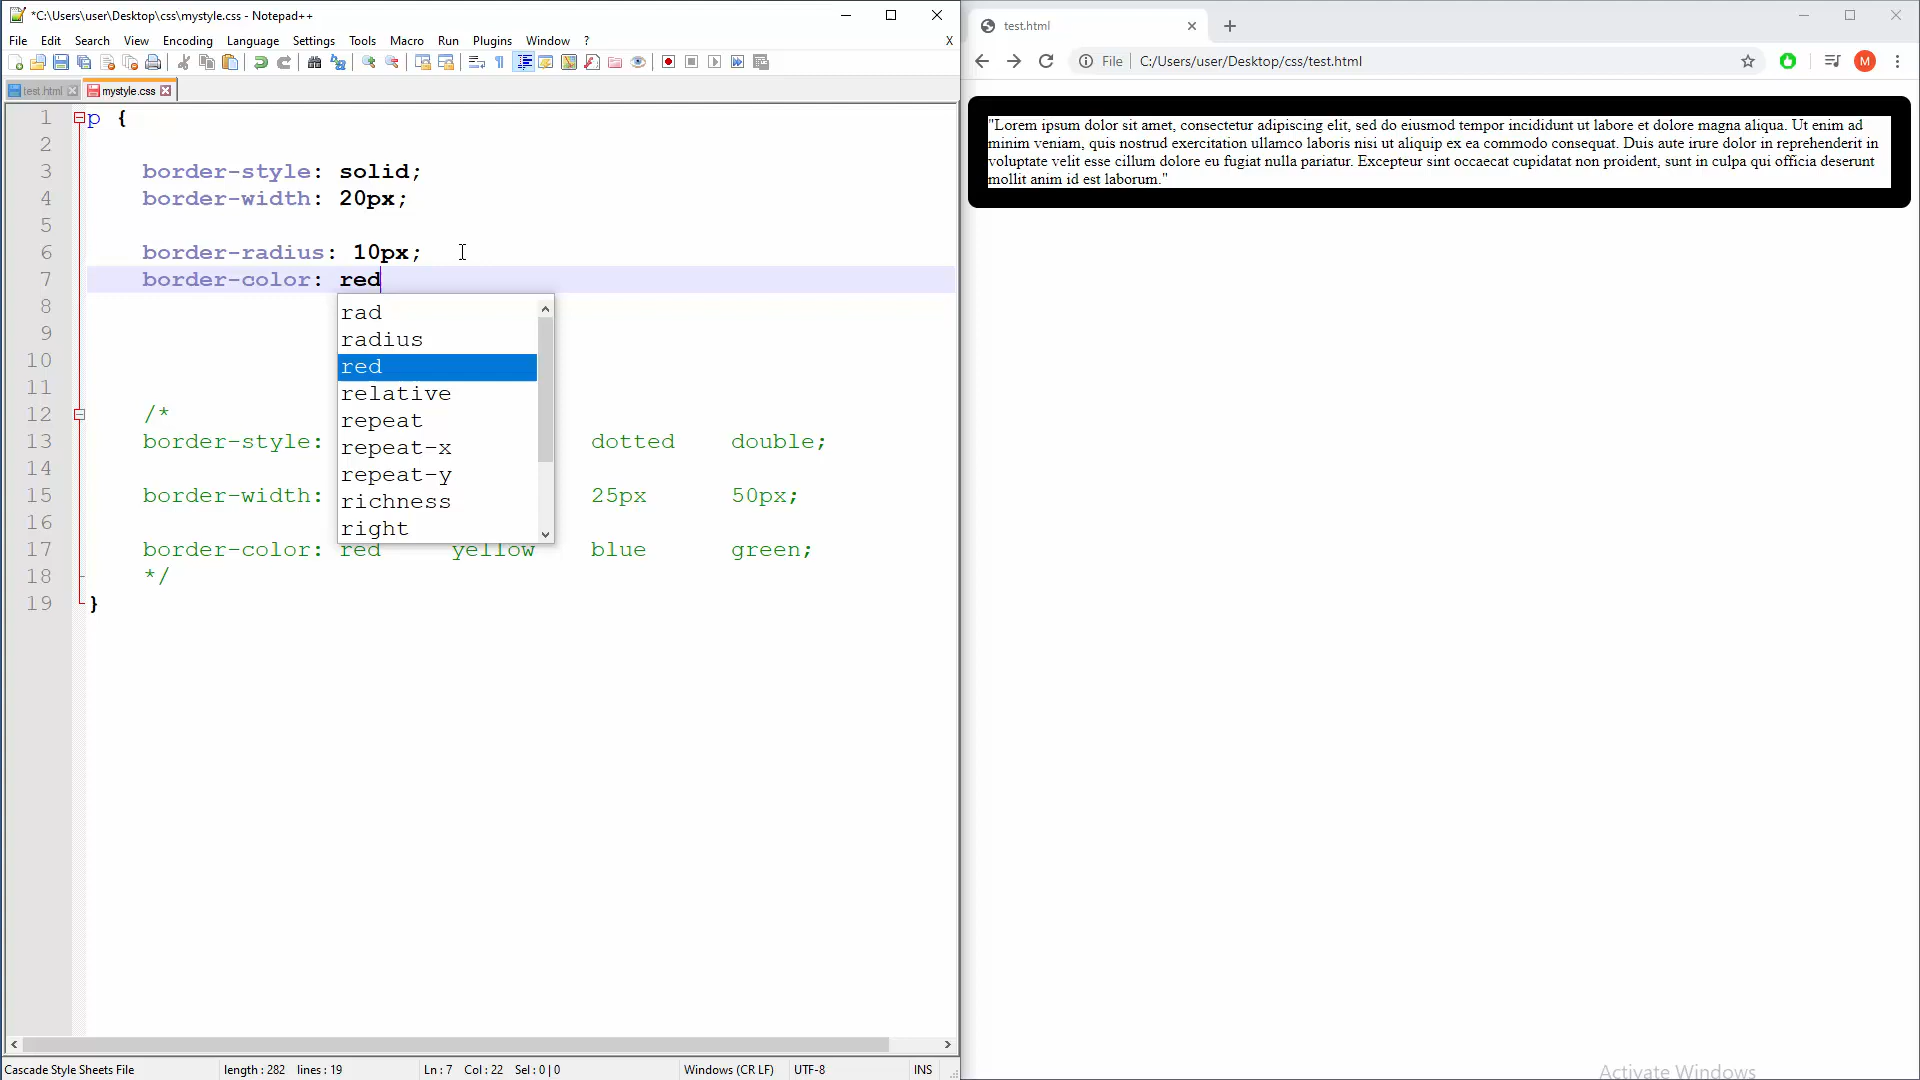 *C:\Users\user\Desktop\css\mystyle.css - Notepad++
File Edit Search View Encoding Language Settings Tools Macro Run Plugins Window ? X
test.html mystyle.css
1 p {
2
3 border-style: solid;
4 border-width: 20px;
5
6 border-radius: 10px;
7 border-color: red
8
9
10
11
12 /*
13 border-style: dotted double;
14
15 border-width: 25px 50px;
16
17 border-color: red yellow blue green;
18 */
19 }
rad
radius
red
relative
repeat
repeat-x
repeat-y
richness
right
Cascade Style Sheets File length : 282 lines : 19 Ln : 7 Col : 22 Sel : 0 | 0 Windows (CR LF) UTF-8 INS
test.html
File C:/Users/user/Desktop/css/test.html M
"Lorem ipsum dolor sit amet, consectetur adipiscing elit, sed do eiusmod tempor incididunt ut labore et dolore magna aliqua. Ut enim ad
minim veniam, quis nostrud exercitation ullamco laboris nisi ut aliquip ex ea commodo consequat. Duis aute irure dolor in reprehenderit in
voluptate velit esse cillum dolore eu fugiat nulla pariatur. Excepteur sint occaecat cupidatat non proident, sunt in culpa qui officia deserunt
mollit anim id est laborum."
Activate Windows